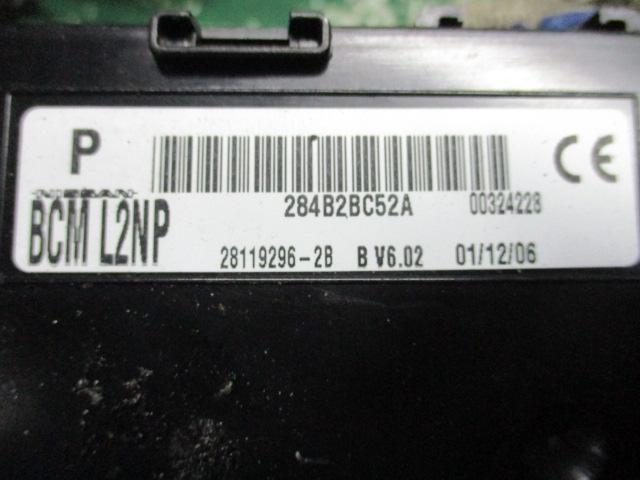 P
NISSAN
284B2BC52A 00324228
BCM L2NP
28119296-2B B V6.02 01/12/06
CE